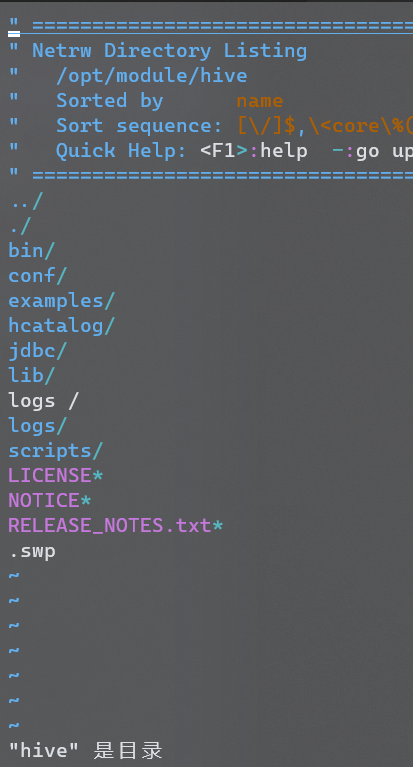 " ================================
" Netrw Directory Listing
"   /opt/module/hive
"   Sorted by      name
"   Sort sequence: [\/]$,\<core\%(
"   Quick Help: <F1>:help  -:go up
" ================================
../
./
bin/
conf/
examples/
hcatalog/
jdbc/
lib/
logs /
logs/
scripts/
LICENSE*
NOTICE*
RELEASE_NOTES.txt*
.swp
~
~
~
~
~
~
~
"hive" 是目录